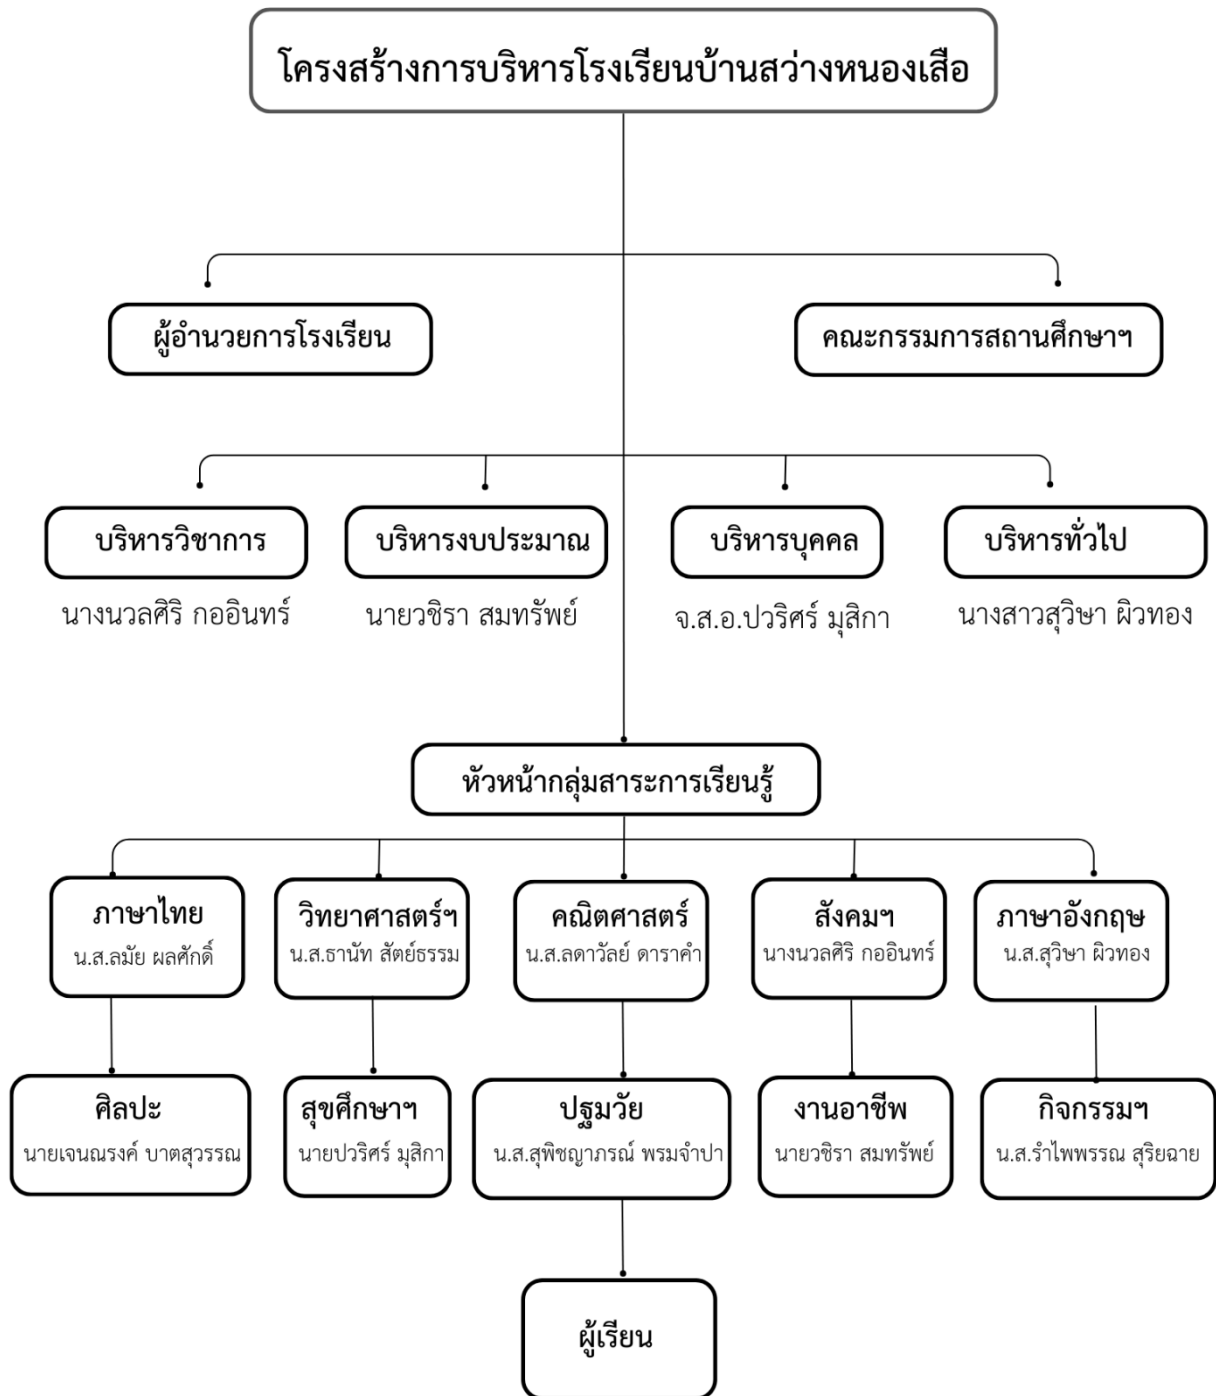 โครงสร้างการบริหารโรงเรียนบ้านสว่างหนองเสือ
ผู้อำนวยการโรงเรียน
คณะกรรมการสถานศึกษาฯ
บริหารวิชาการ
บริหารงบประมาณ
บริหารบุคคล
บริหารทั่วไป
นางนวลศิริ กออินทร์
นายวชิรา สมทรัพย์
จ.ส.อ.ปวริศร์ มุสิกา
นางสาวสุวิษา ผิวทอง
หัวหน้ากลุ่มสาระการเรียนรู้
ภาษาไทย
น.ส.ลมัย ผลศักดิ์
วิทยาศาสตร์ฯ
น.ส.ธานัท สัตย์ธรรม
คณิตศาสตร์
น.ส.ลดาวัลย์ ดาราคำ
สังคมฯ
นางนวลศิริ กออินทร์
ภาษาอังกฤษ
น.ส.สุวิษา ผิวทอง
ศิลปะ
นายเจนณรงค์ บาตสุวรรณ
สุขศึกษาฯ
นายปวริศร์ มุสิกา
ปฐมวัย
น.ส.สุพิชญาภรณ์ พรมจำปา
งานอาชีพ
นายวชิรา สมทรัพย์
กิจกรรมฯ
น.ส.รำไพพรรณ สุริยฉาย
ผู้เรียน